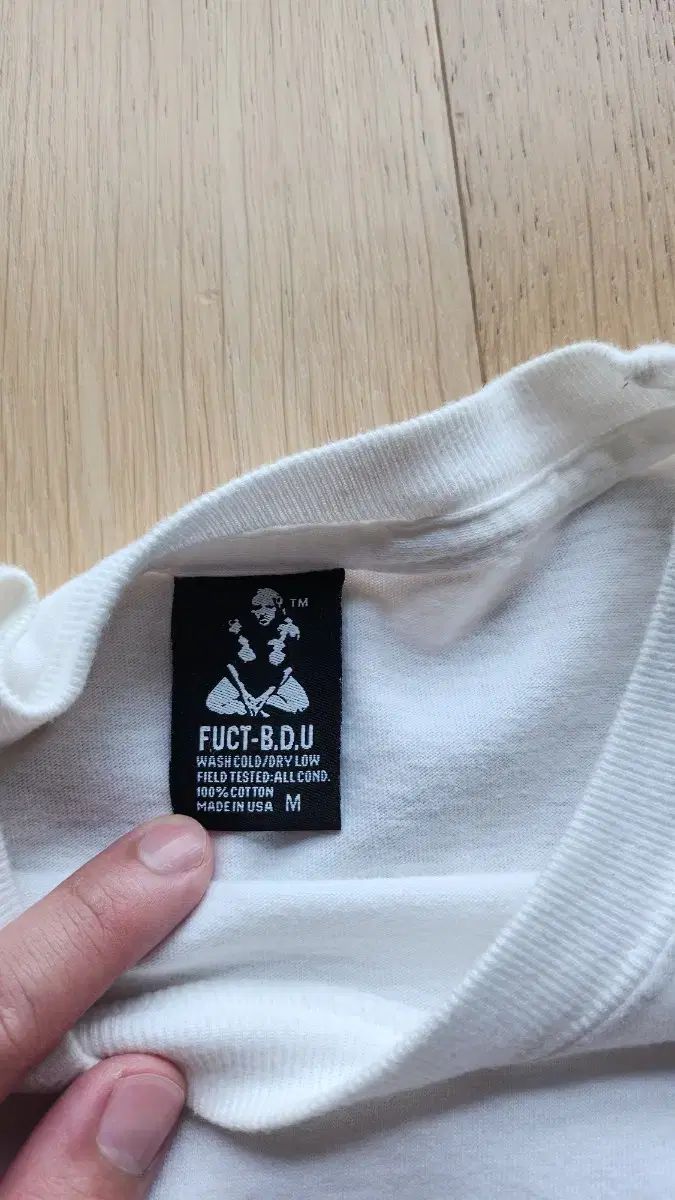 TM
FUCT-B.D.U
WASH COLD/DRY LOW
FIELD TESTED:ALL COND.
100% COTTON
MADE IN USA M